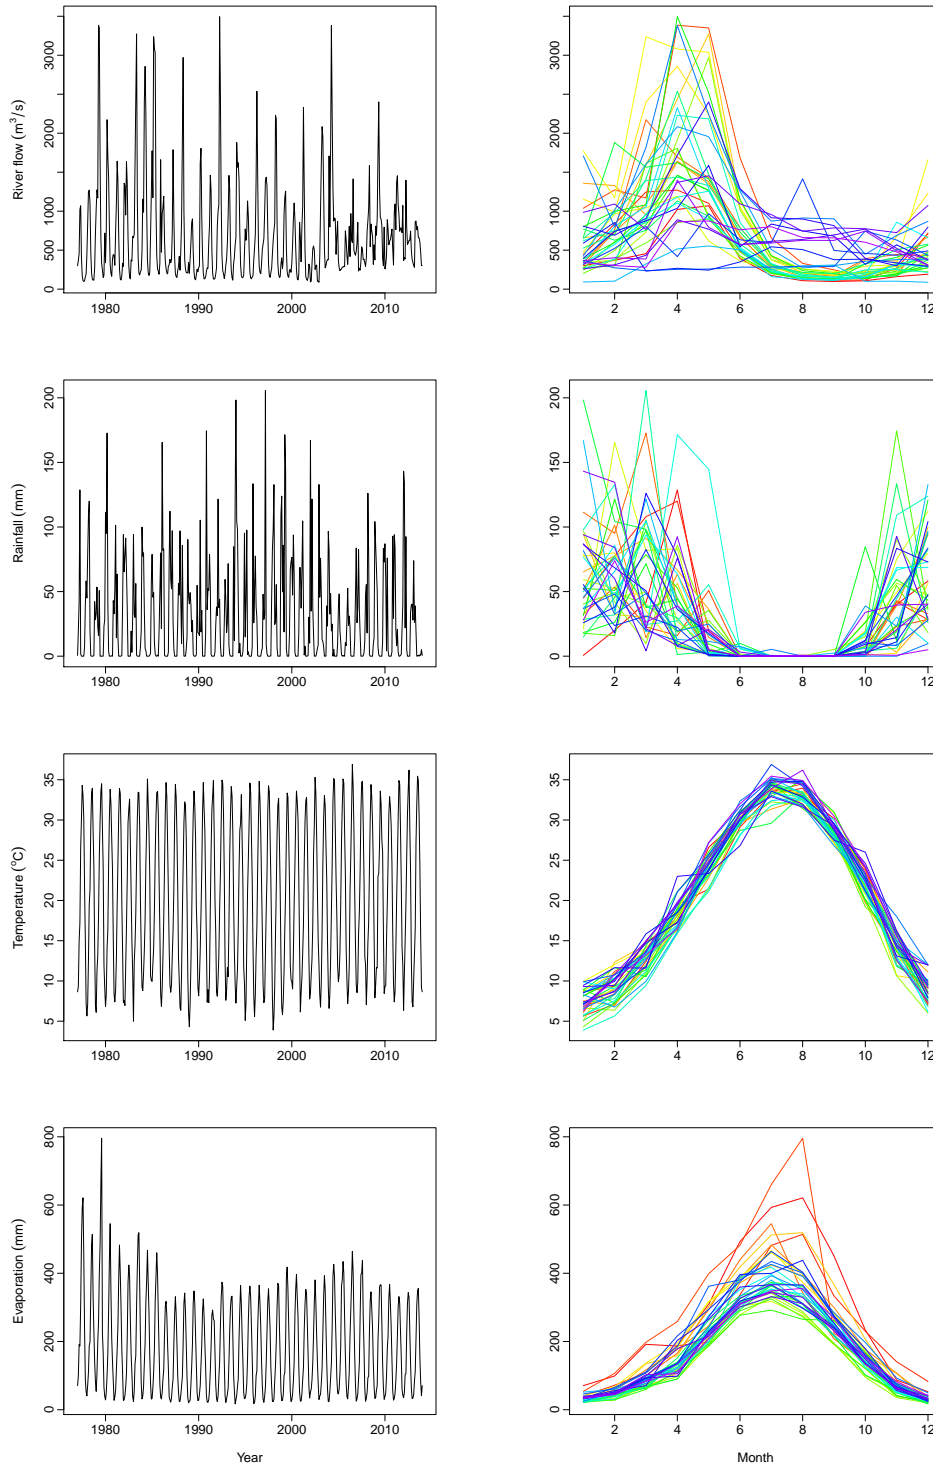 River flow (m³/s)
0 500 1000 2000 3000
1980 1990 2000 2010
0 500 1000 2000 3000
2 4 6 8 10 12
Rainfall (mm)
0 50 100 150 200
1980 1990 2000 2010
0 50 100 150 200
2 4 6 8 10 12
Temperature (°C)
5 10 15 20 25 30 35
1980 1990 2000 2010
5 10 15 20 25 30 35
2 4 6 8 10 12
Evaporation (mm)
0 200 400 600 800
1980 1990 2000 2010
Year
0 200 400 600 800
2 4 6 8 10 12
Month